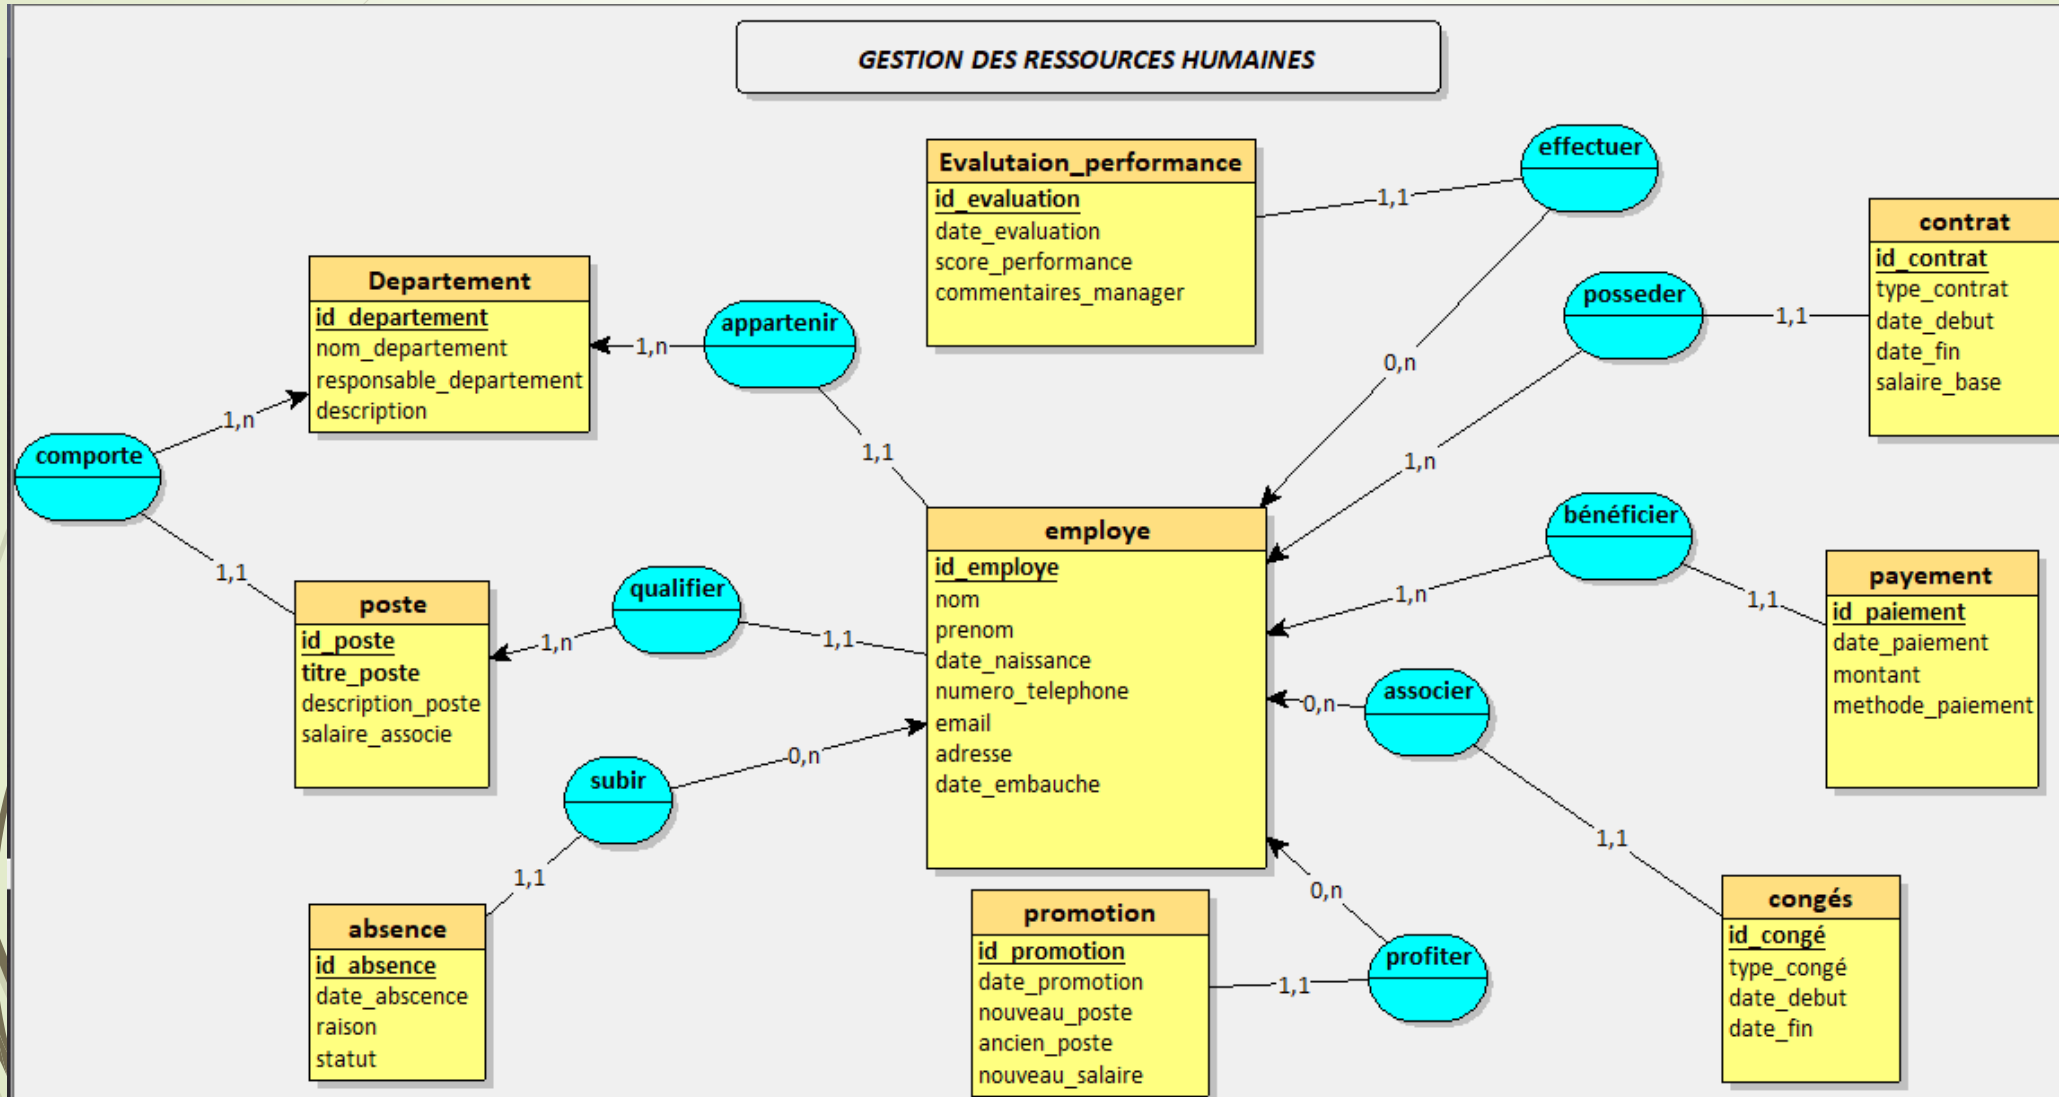 GESTION DES RESSOURCES HUMAINES
Evalutaion_performance
id_evaluation
date_evaluation
score_performance
commentaires_manager
effectuer
1,1
0,n
contrat
id_contrat
type_contrat
date_debut
date_fin
salaire_base
posseder
1,1
1,n
Departement
id_departement
nom_departement
responsable_departement
description
appartenir
1,n
1,1
comporte
1,n
1,1
employe
id_employe
nom
prenom
date_naissance
numero_telephone
email
adresse
date_embauche
bénéficier
1,n
1,1
payement
id_paiement
date_paiement
montant
methode_paiement
poste
id_poste
titre_poste
description_poste
salaire_associe
qualifier
1,n
1,1
associer
0,n
1,1
subir
0,n
1,1
absence
id_absence
date_abscence
raison
statut
promotion
id_promotion
date_promotion
nouveau_poste
ancien_poste
nouveau_salaire
profiter
0,n
1,1
congés
id_congé
type_congé
date_debut
date_fin